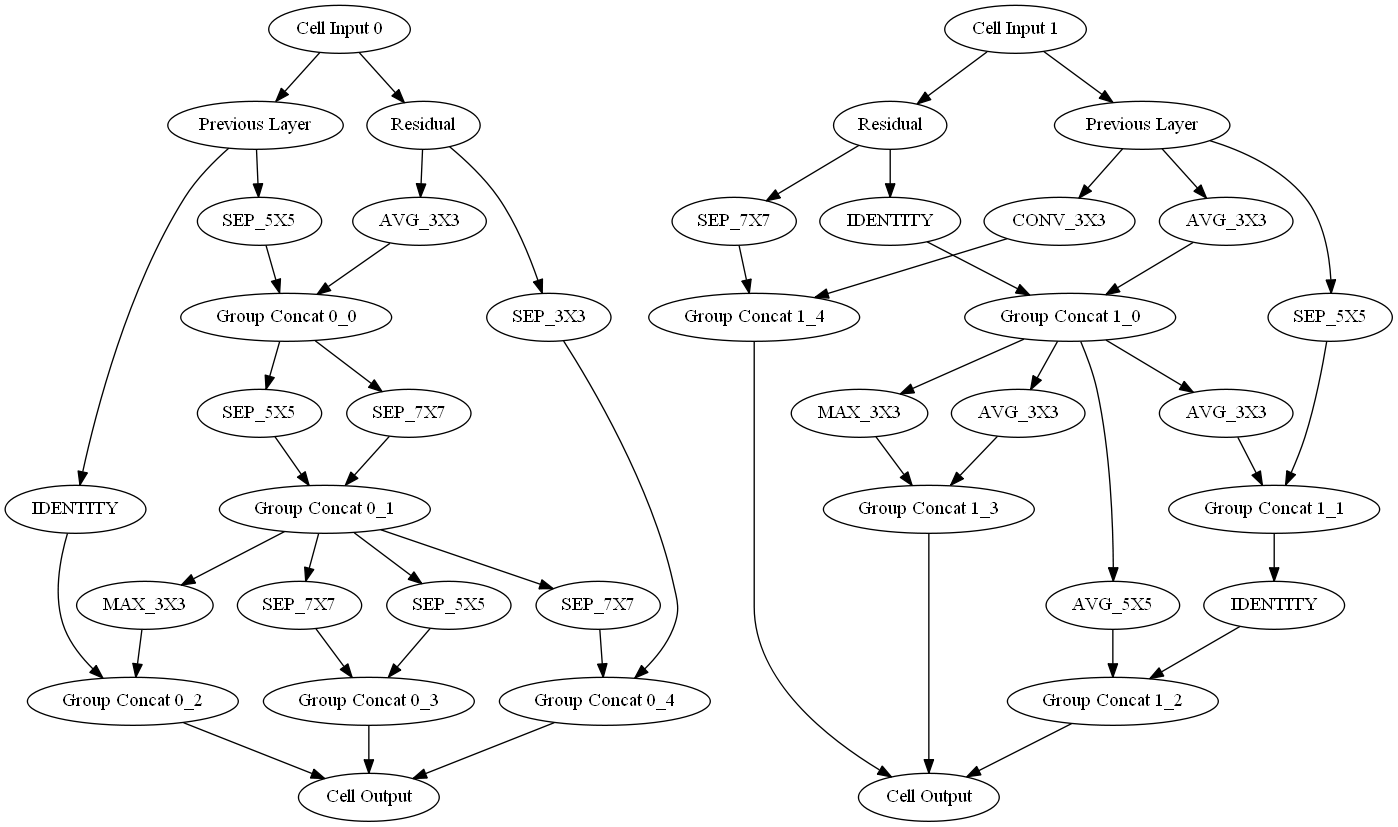 Cell Input 0
Cell Input 1
Previous Layer
Residual
Residual
Previous Layer
SEP_5X5
AVG_3X3
SEP_7X7
IDENTITY
CONV_3X3
AVG_3X3
Group Concat 0_0
SEP_3X3
Group Concat 1_4
Group Concat 1_0
SEP_5X5
SEP_5X5
SEP_7X7
MAX_3X3
AVG_3X3
AVG_3X3
IDENTITY
Group Concat 0_1
Group Concat 1_3
Group Concat 1_1
MAX_3X3
SEP_7X7
SEP_5X5
SEP_7X7
AVG_5X5
IDENTITY
Group Concat 0_2
Group Concat 0_3
Group Concat 0_4
Group Concat 1_2
Cell Output
Cell Output